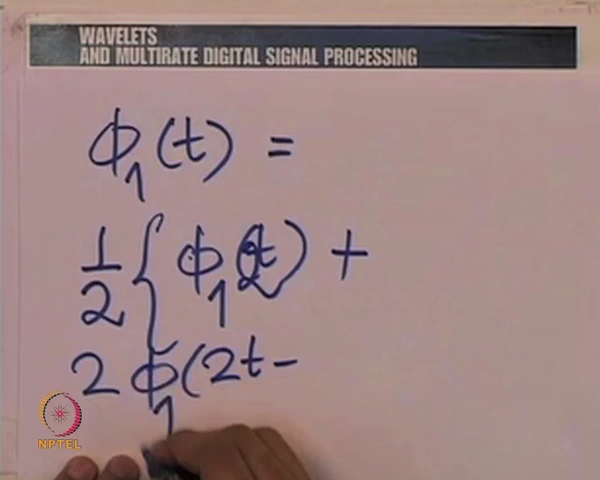 WAVELETS
AND MULTIRATE DIGITAL SIGNAL PROCESSING
ϕ₁(t) =
1/2 { ϕ₁(2t) +
2 ϕ₁(2t –
NPTEL